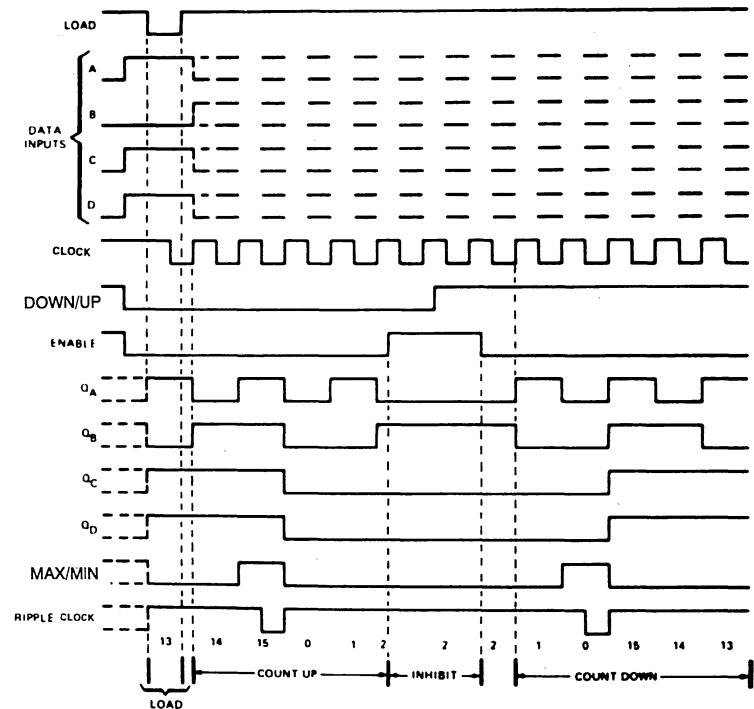 LOAD
A
B
DATA
INPUTS
C
D
CLOCK
DOWN/UP
ENABLE
QA
QB
QC
QD
MAX/MIN
RIPPLE CLOCK
13 14 15 0 1 2 2 2 1 0 15 14 13
COUNT UP INHIBIT COUNT DOWN
LOAD